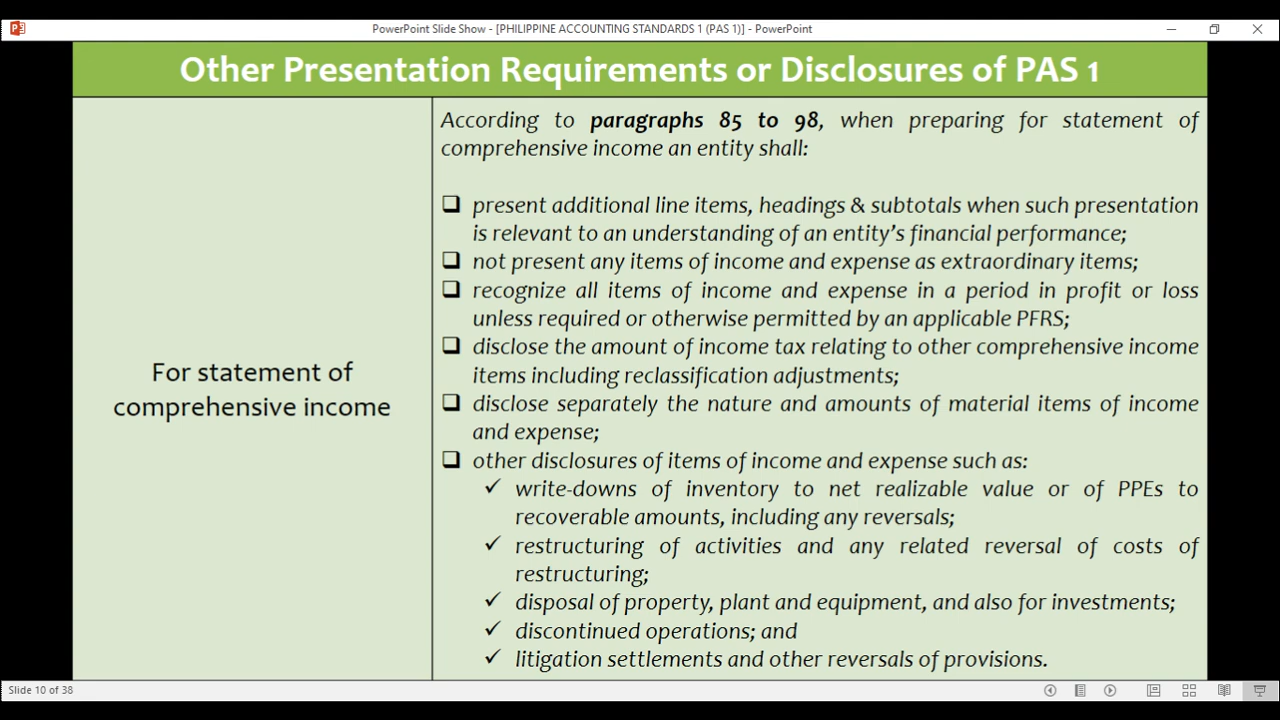 PowerPoint Slide Show - [PHILIPPINE ACCOUNTING STANDARDS 1 (PAS 1)] - PowerPoint
Other Presentation Requirements or Disclosures of PAS 1
For statement of
comprehensive income
According to paragraphs 85 to 98, when preparing for statement of
comprehensive income an entity shall:
present additional line items, headings & subtotals when such presentation
is relevant to an understanding of an entity's financial performance;
not present any items of income and expense as extraordinary items;
recognize all items of income and expense in a period in profit or loss
unless required or otherwise permitted by an applicable PFRS;
disclose the amount of income tax relating to other comprehensive income
items including reclassification adjustments;
disclose separately the nature and amounts of material items of income
and expense;
other disclosures of items of income and expense such as:
write-downs of inventory to net realizable value or of PPEs to
recoverable amounts, including any reversals;
restructuring of activities and any related reversal of costs of
restructuring;
disposal of property, plant and equipment, and also for investments;
discontinued operations; and
litigation settlements and other reversals of provisions.
Slide 10 of 38